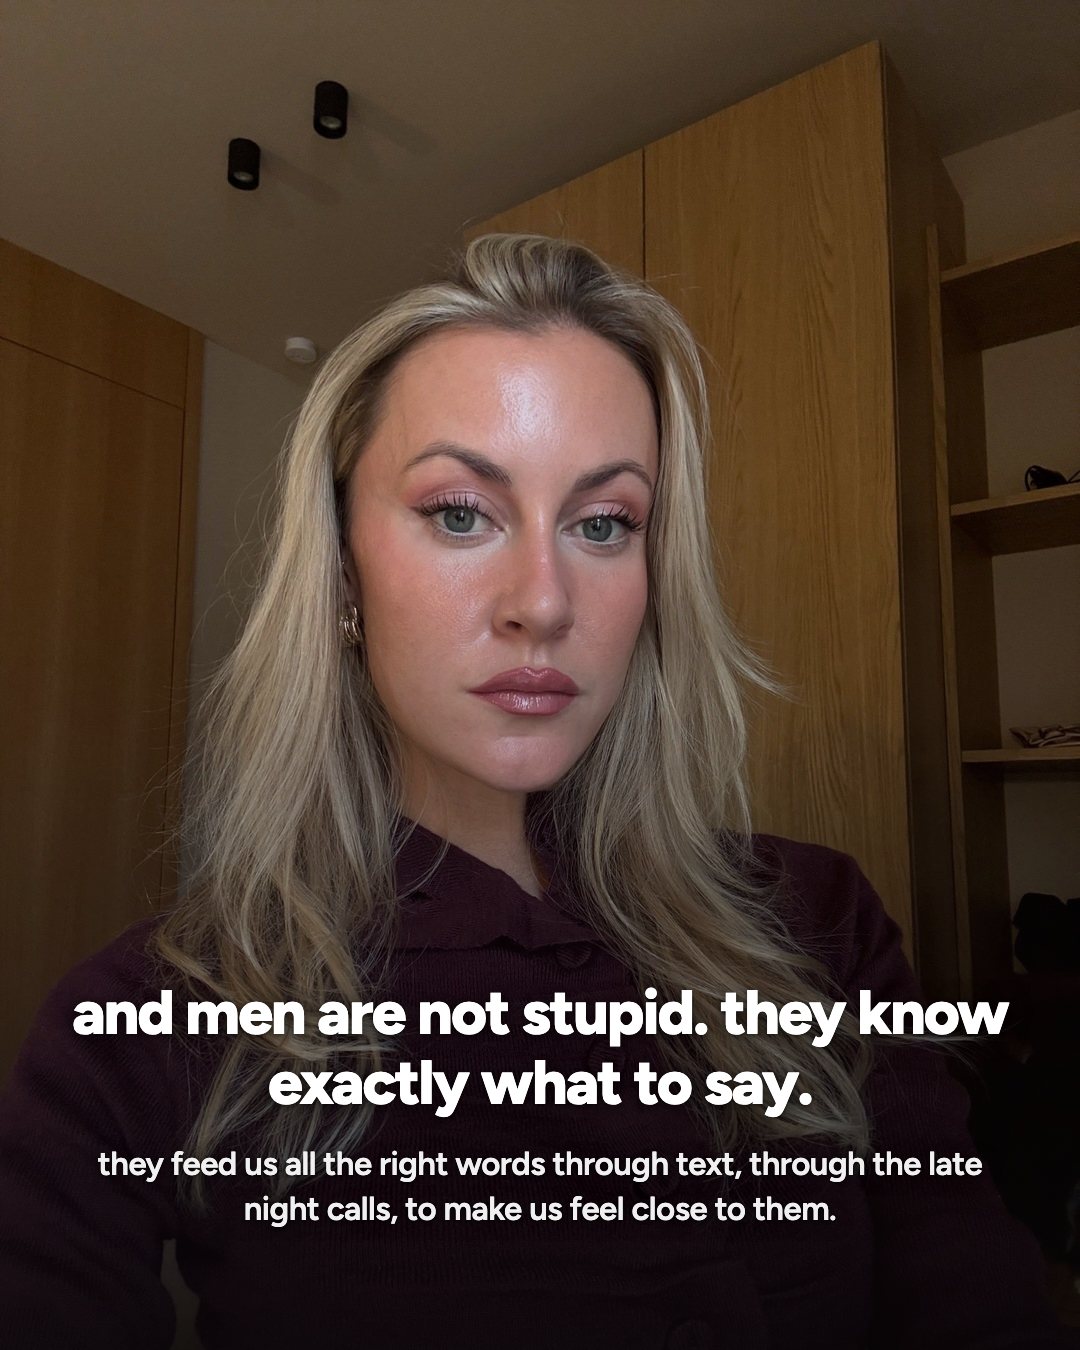 and men are not stupid. they know
exactly what to say.
they feed us all the right words through text, through the late
night calls, to make us feel close to them.